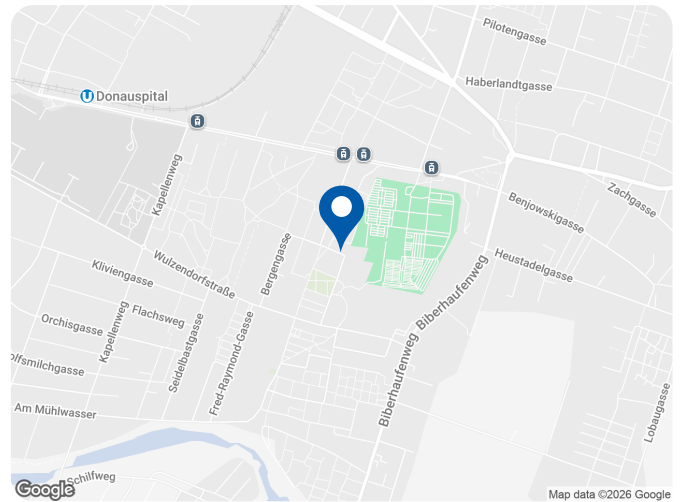 Pilotengasse
Haberlandtgasse
U Donauspital
Kapellenweg
Zachgasse
Benjowskigasse
Bergengasse
Wulzendorfstraße
Heustadelgasse
Kliviengasse
Biberhaufenweg
Flachsweg
Orchisgasse
Kapellenweg
Seidelbastgasse
Fred-Raymond-Gasse
olfsmilchgasse
Biberhaufenweg
Am Mühlwasser
Lobaugasse
Schilfweg
Google
Map data ©2026 Google